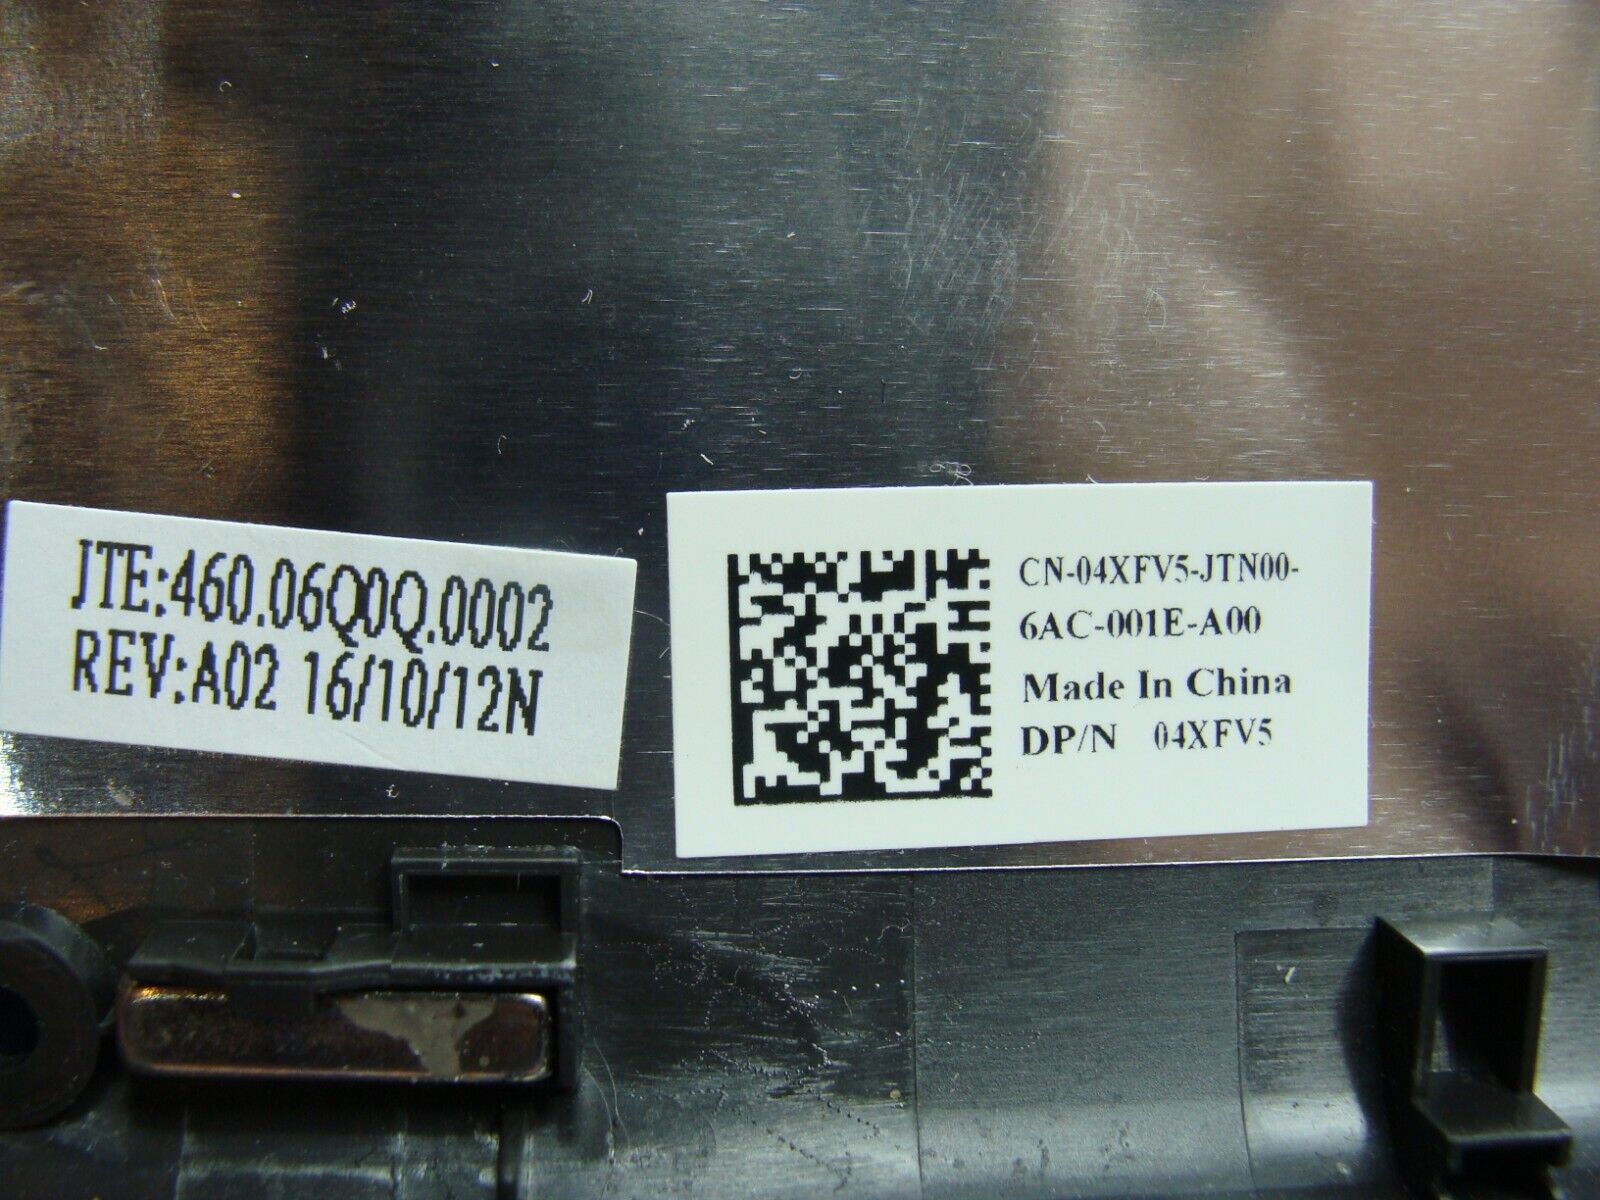 JTE:460.06Q0Q.0002
REV:A02 16/10/12N
CN-04XFV5-JTN00-
6AC-001E-A00
Made In China
DP/N 04XFV5